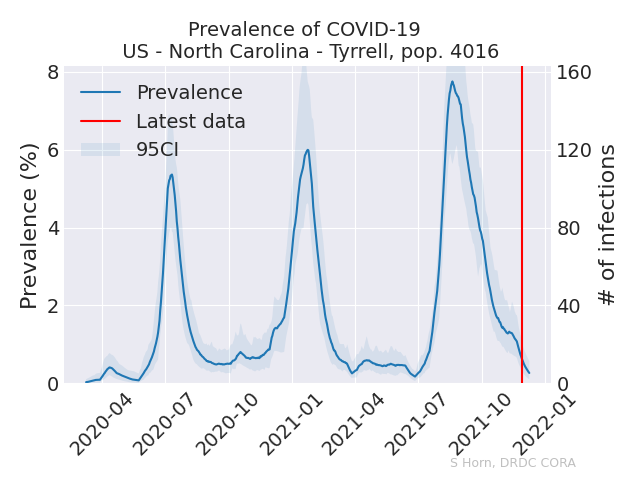 Prevalence of COVID-19
US - North Carolina - Tyrrell, pop. 4016
Prevalence
Latest data
95CI
Prevalence (%)
8
6
4
2
0
# of infections
160
120
80
40
0
2020-04
2020-07
2020-10
2021-01
2021-04
2021-07
2021-10
2022-01
S Horn, DRDC CORA